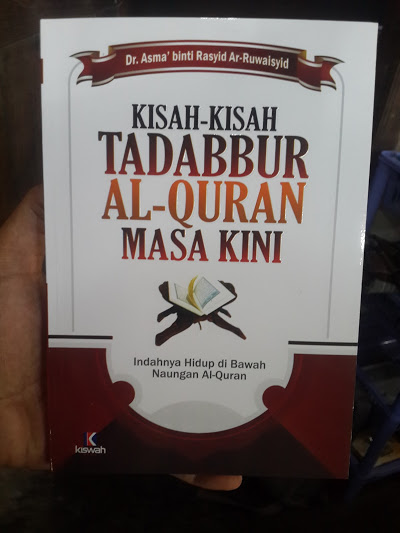 Dr. Asma' binti Rasyid Ar-Ruwaisyid
KISAH-KISAH
TADABBUR
AL-QURAN
MASA KINI
Indahnya Hidup di Bawah
Naungan Al-Quran
K
kiswah